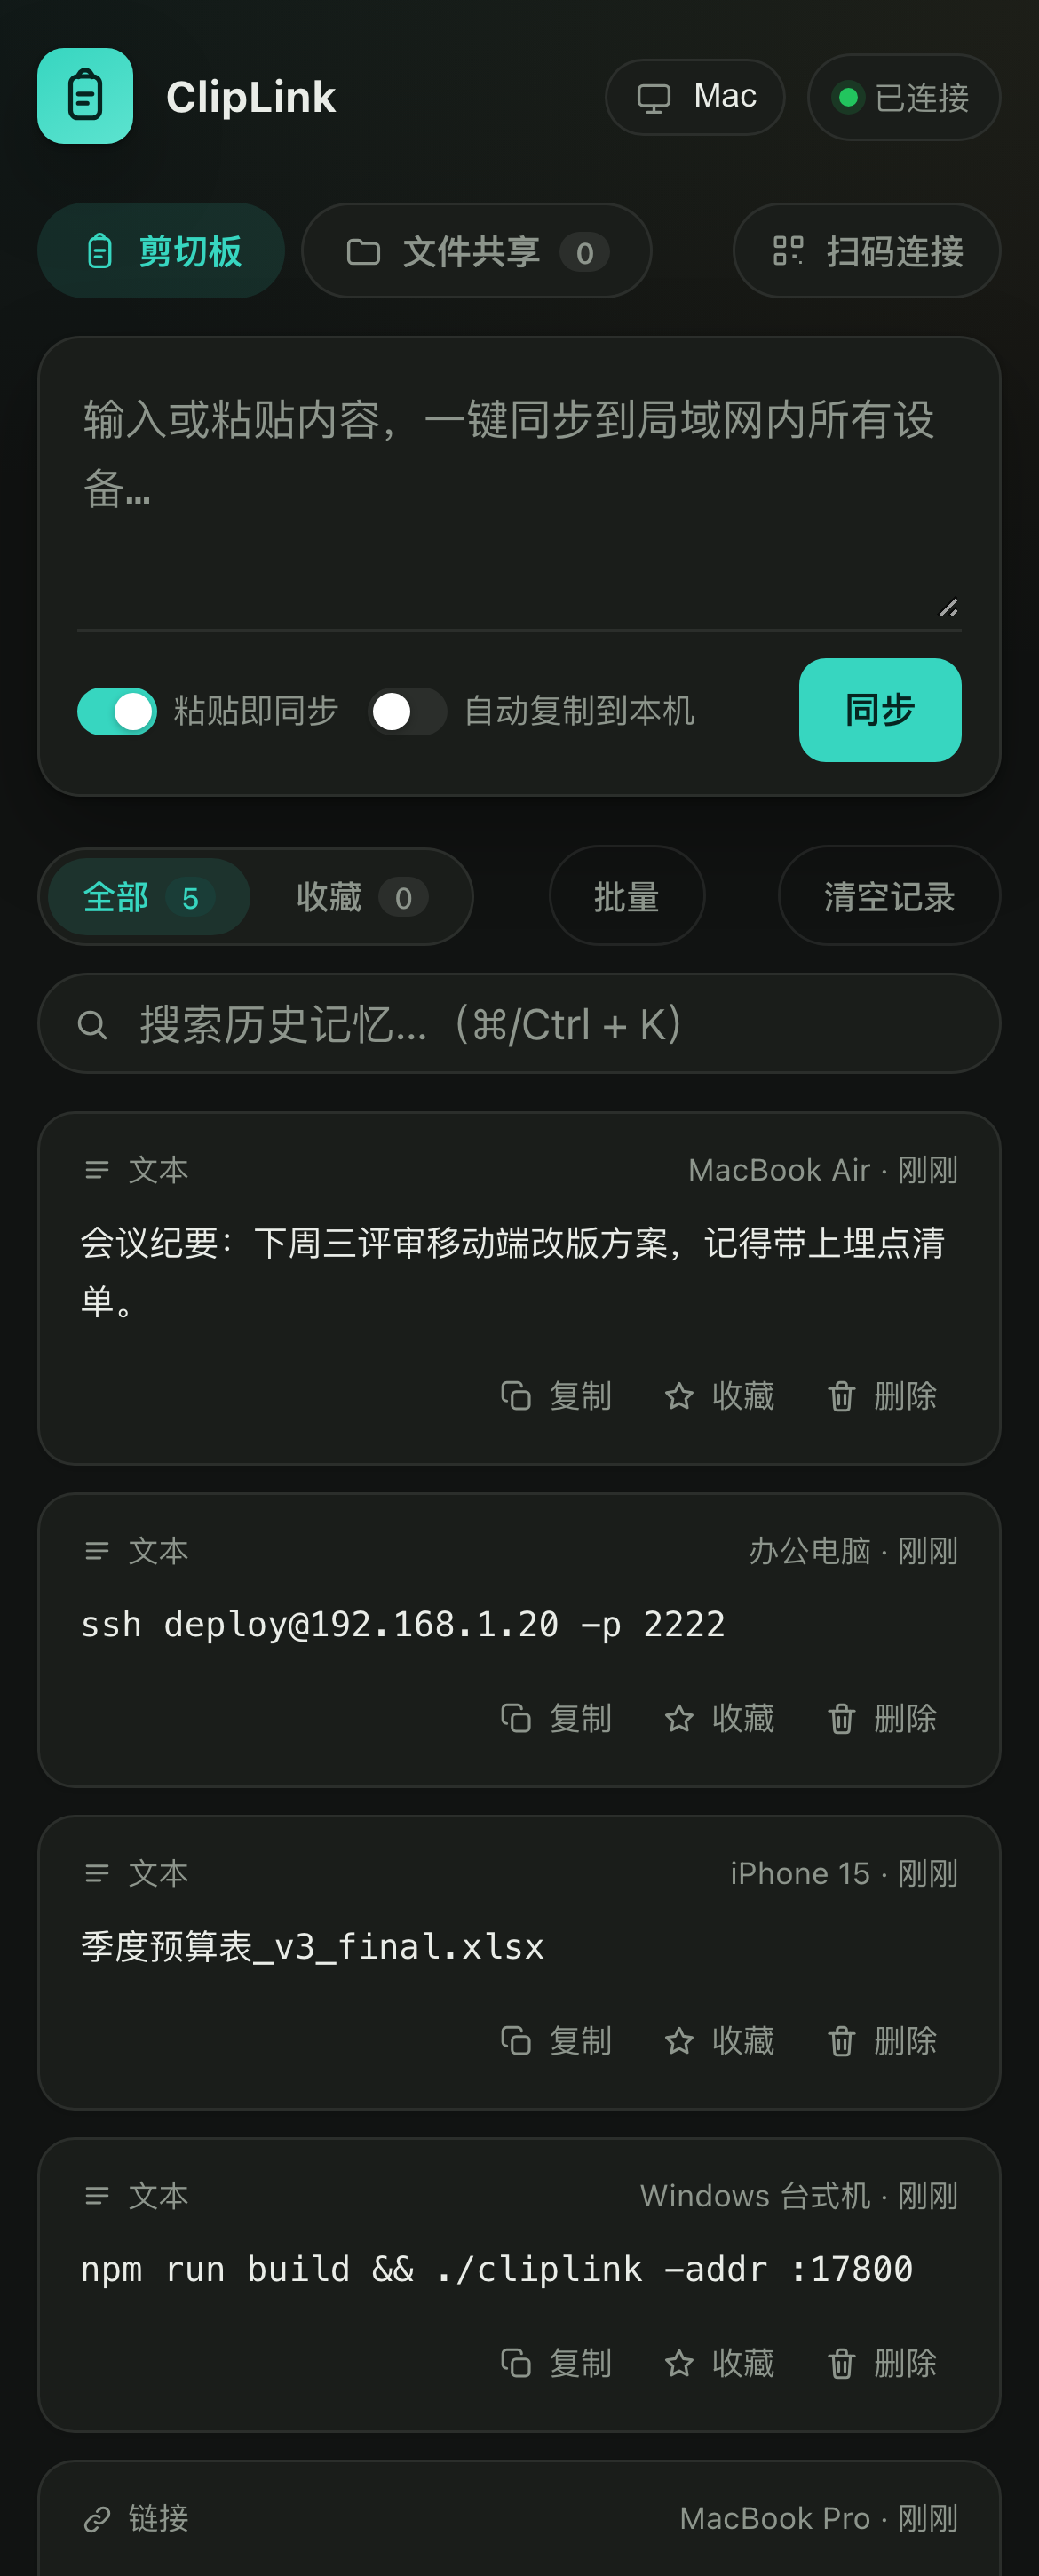 ClipLink Mac 已连接
剪切板 文件共享 0 扫码连接
输入或粘贴内容，一键同步到局域网内所有设
备…
粘贴即同步 自动复制到本机 同步
全部 5 收藏 0 批量 清空记录
搜索历史记忆…（⌘/Ctrl + K）
文本 MacBook Air · 刚刚
会议纪要：下周三评审移动端改版方案，记得带上埋点清
单。
复制 收藏 删除
文本 办公电脑 · 刚刚
ssh deploy@192.168.1.20 -p 2222
复制 收藏 删除
文本 iPhone 15 · 刚刚
季度预算表_v3_final.xlsx
复制 收藏 删除
文本 Windows 台式机 · 刚刚
npm run build && ./cliplink -addr :17800
复制 收藏 删除
链接 MacBook Pro · 刚刚